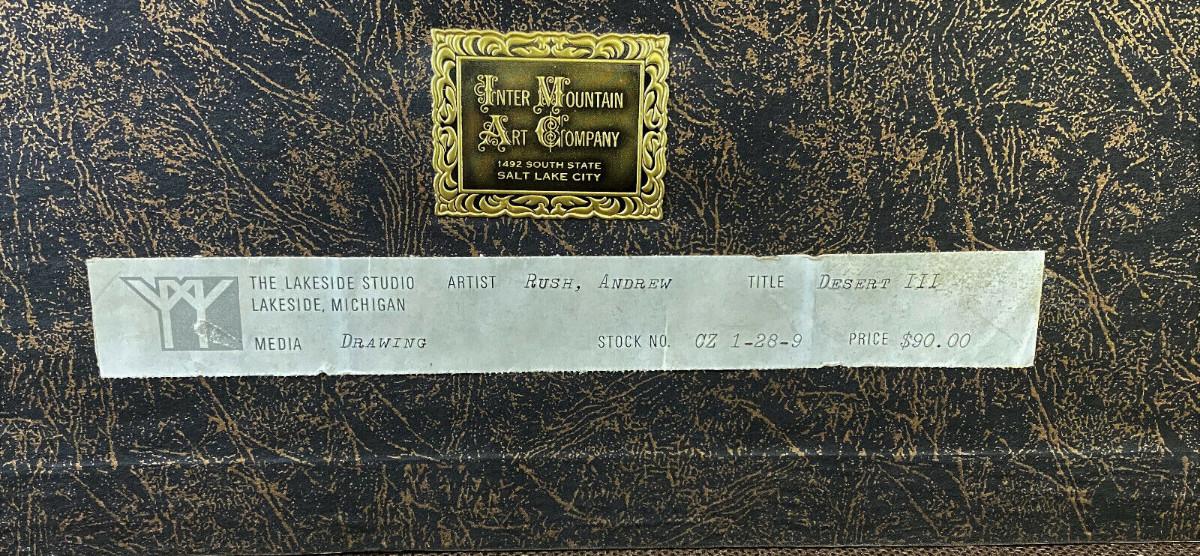 INTER MOUNTAIN
ART COMPANY
1492 SOUTH STATE
SALT LAKE CITY
THE LAKESIDE STUDIO ARTIST RUSH, ANDREW TITLE DESERT III
LAKESIDE, MICHIGAN
MEDIA DRAWING STOCK NO. CZ 1-28-9 PRICE $90.00